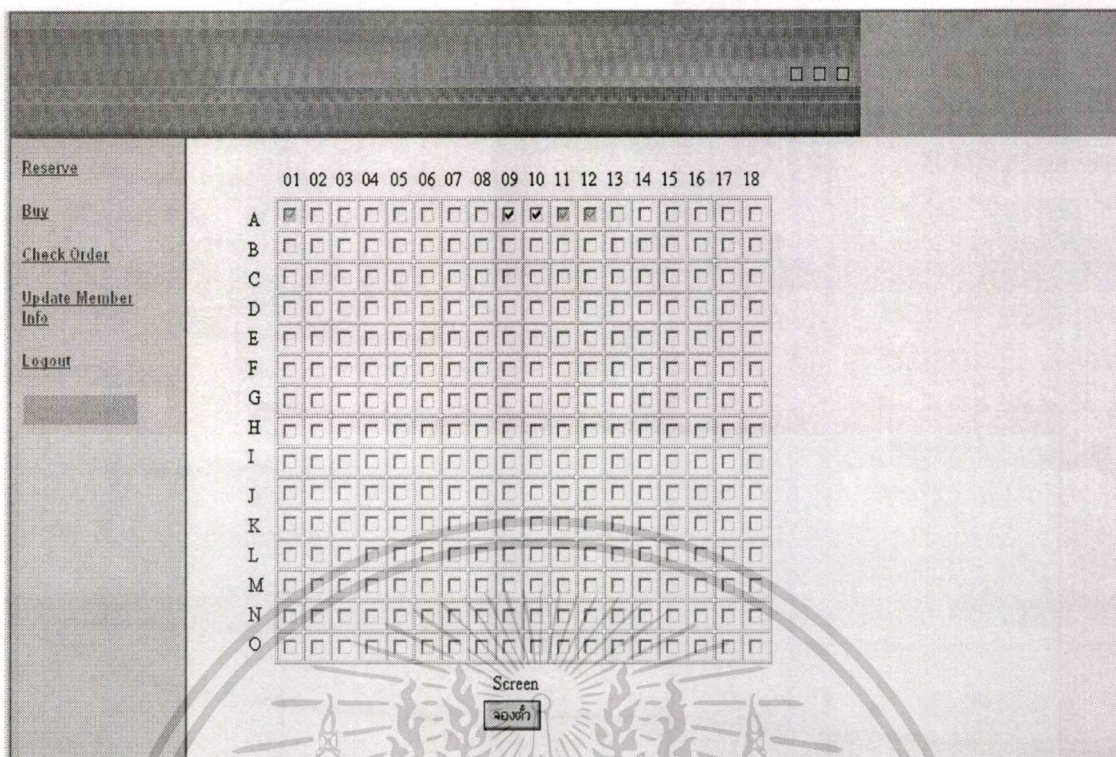 Reserve
Buy
Check Order
Update Member
Info
Logout
01 02 03 04 05 06 07 08 09 10 11 12 13 14 15 16 17 18
A
B
C
D
E
F
G
H
I
J
K
L
M
N
O
Screen
จองตั๋ว